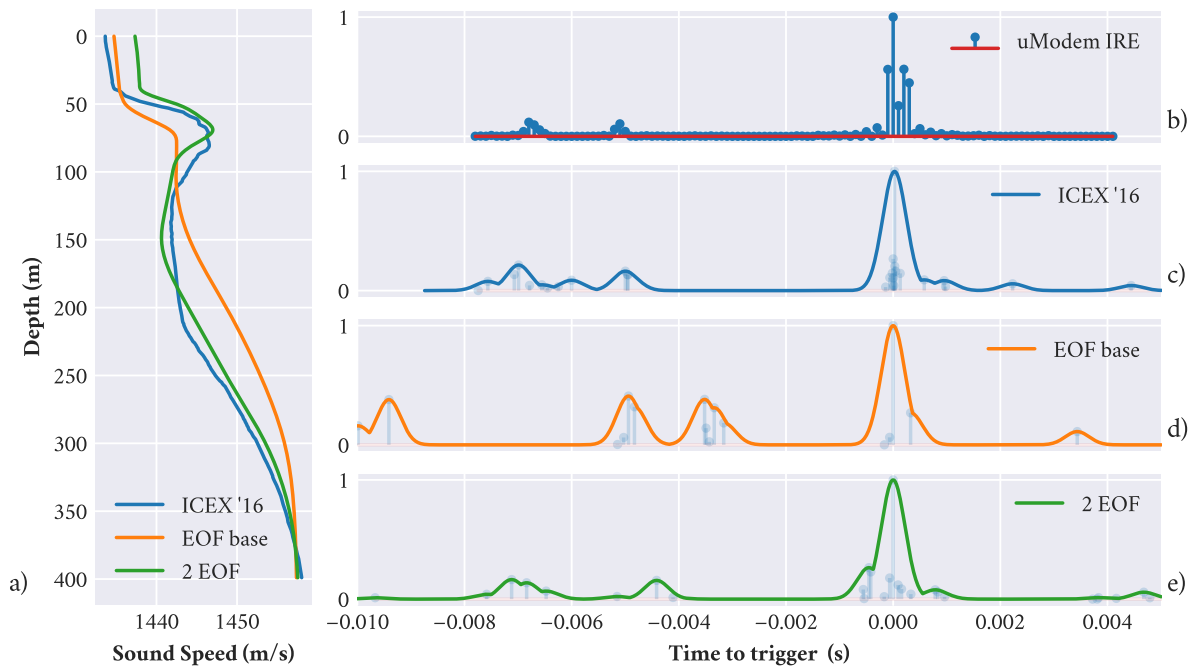 0
50
100
150
200
250
300
350
400
Depth (m)
ICEX '16
EOF base
2 EOF
a)
1440
1450
Sound Speed (m/s)
1
0
uModem IRE
b)
1
0
ICEX '16
c)
1
0
EOF base
d)
1
0
2 EOF
e)
−0.010
−0.008
−0.006
−0.004
−0.002
0.000
0.002
0.004
Time to trigger (s)